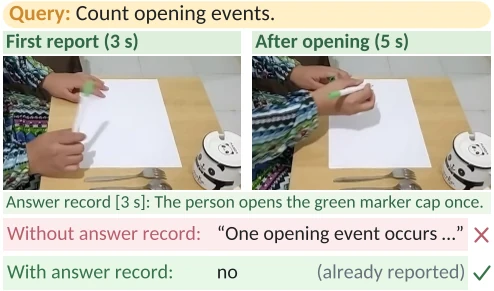 Query: Count opening events.
First report (3 s)
After opening (5 s)
Answer record [3 s]: The person opens the green marker cap once.
Without answer record: “One opening event occurs ...” ✗
With answer record: no (already reported) ✓